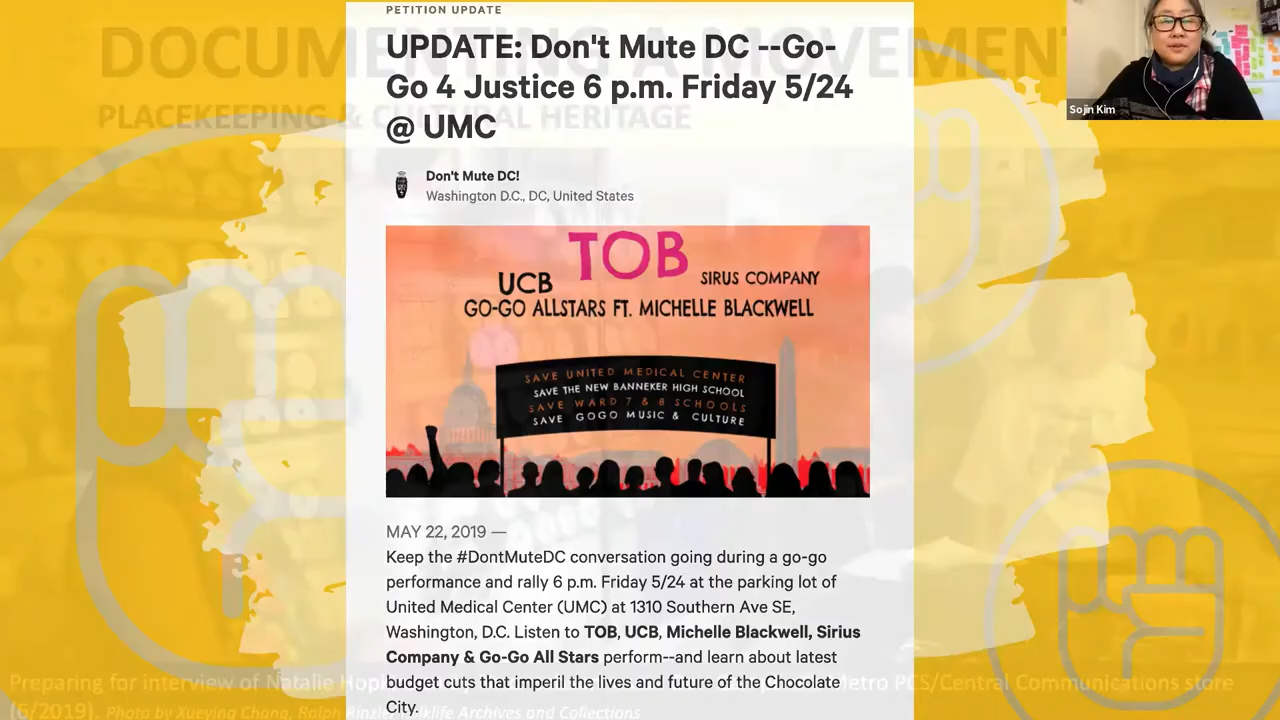 DOCUMENTING A MOVEMENT
PLACEKEEPING & CULTURAL HERITAGE
PETITION UPDATE
UPDATE: Don't Mute DC --Go-
Go 4 Justice 6 p.m. Friday 5/24
@ UMC
Don't Mute DC!
Washington D.C., DC, United States
TOB
UCB
SIRUS COMPANY
GO-GO ALLSTARS FT. MICHELLE BLACKWELL
SAVE UNITED MEDICAL CENTER
SAVE THE NEW BANNEKER HIGH SCHOOL
SAVE WARD 7 & 8 SCHOOLS
SAVE GOGO MUSIC & CULTURE
MAY 22, 2019 —
Keep the #DontMuteDC conversation going during a go-go
performance and rally 6 p.m. Friday 5/24 at the parking lot of
United Medical Center (UMC) at 1310 Southern Ave SE,
Washington, D.C. Listen to TOB, UCB, Michelle Blackwell, Sirius
Company & Go-Go All Stars perform--and learn about latest
budget cuts that imperil the lives and future of the Chocolate
City.
Preparing for interview of Natalie Metro PCS/Central Communications store
(6/2019). Photo by Xueying Chang, Ralph Rinzler Folklife Archives and Collections
Sojin Kim